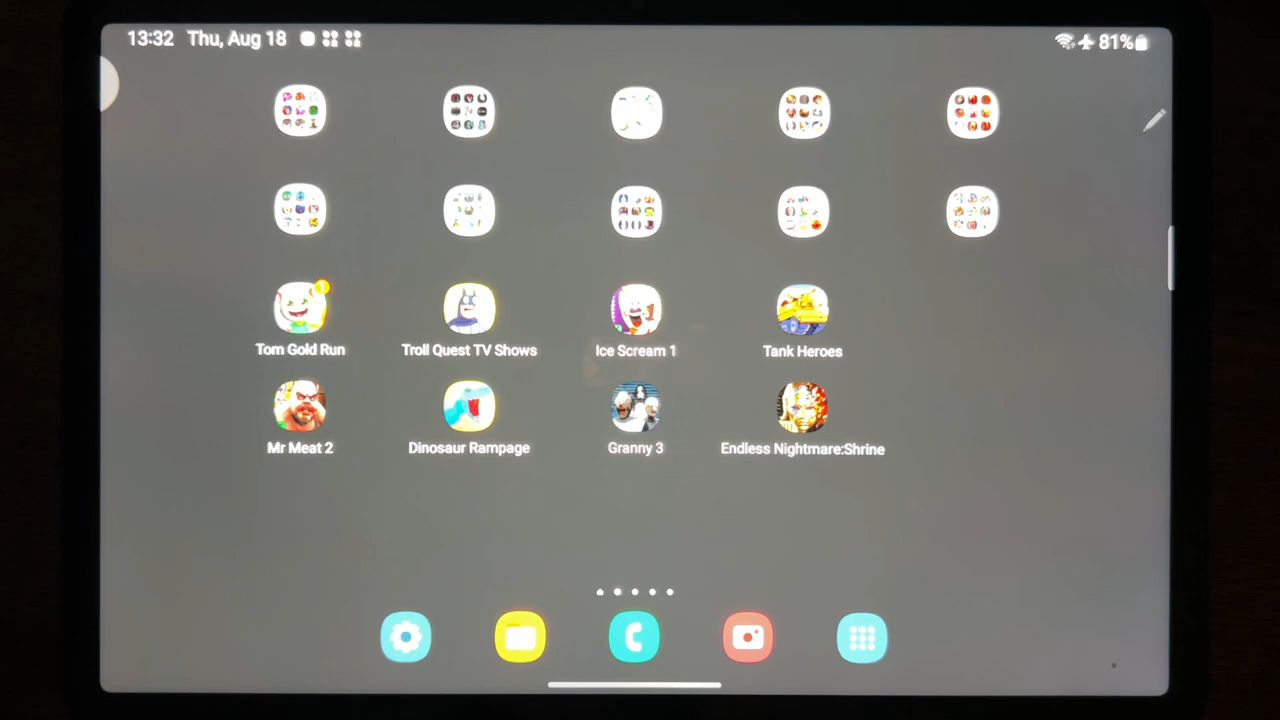 13:32 Thu, Aug 18 81%
Tom Gold Run Troll Quest TV Shows Ice Scream 1 Tank Heroes
Mr Meat 2 Dinosaur Rampage Granny 3 Endless Nightmare:Shrine